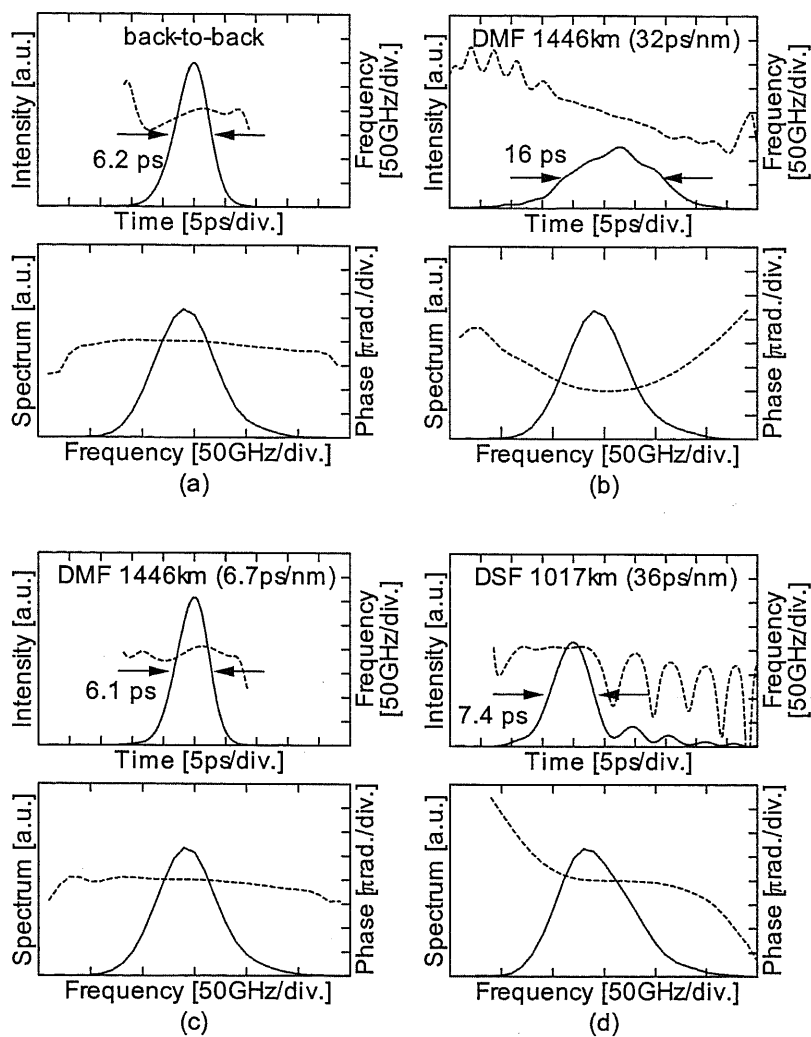 back-to-back
6.2 ps
Intensity [a.u.]
Frequency
[50GHz/div.]
Time [5ps/div.]
Spectrum [a.u.]
Phase [πrad./div.]
Frequency [50GHz/div.]
(a)
DMF 1446km (32ps/nm)
16 ps
Intensity [a.u.]
Frequency
[50GHz/div.]
Time [5ps/div.]
Spectrum [a.u.]
Phase [πrad./div.]
Frequency [50GHz/div.]
(b)
DMF 1446km (6.7ps/nm)
6.1 ps
Intensity [a.u.]
Frequency
[50GHz/div.]
Time [5ps/div.]
Spectrum [a.u.]
Phase [πrad./div.]
Frequency [50GHz/div.]
(c)
DSF 1017km (36ps/nm)
7.4 ps
Intensity [a.u.]
Frequency
[50GHz/div.]
Time [5ps/div.]
Spectrum [a.u.]
Phase [πrad./div.]
Frequency [50GHz/div.]
(d)